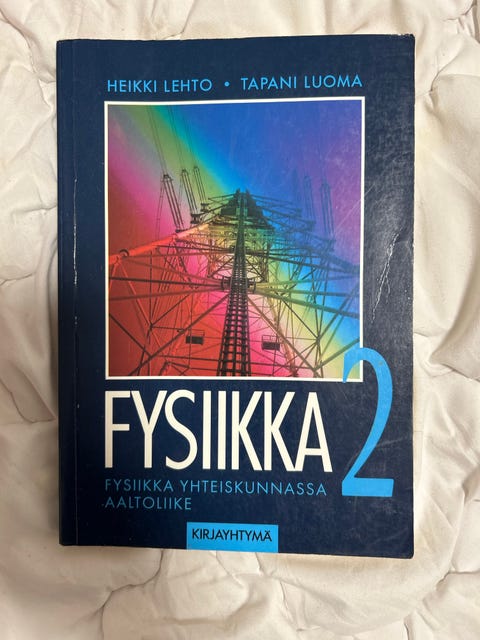 HEIKKI LEHTO • TAPANI LUOMA
FYSIIKKA 2
FYSIIKKA YHTEISKUNNASSA
AALTOLIIKE
KIRJAYHTYMÄ